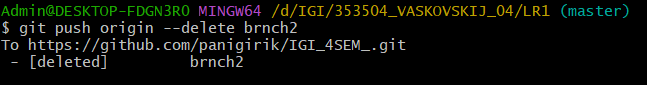 Admin@DESKTOP-FDGN3R0 MINGW64 /d/IGI/353504_VASKOVSKIJ_04/LR1 (master)
$ git push origin --delete brnch2
To https://github.com/panigirik/IGI_4SEM_.git
 - [deleted]         brnch2